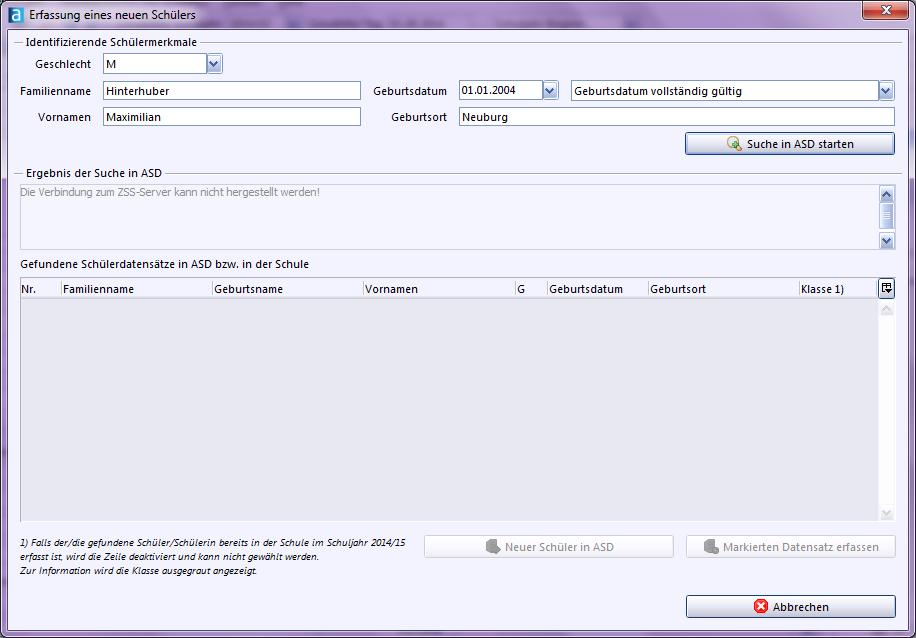 Erfassung eines neuen Schülers
Identifizierende Schülermerkmale
Geschlecht M
Familienname Hinterhuber Geburtsdatum 01.01.2004 Geburtsdatum vollständig gültig
Vornamen Maximilian Geburtsort Neuburg
Suche in ASD starten
Ergebnis der Suche in ASD
Die Verbindung zum ZSS-Server kann nicht hergestellt werden!
Gefundene Schülerdatensätze in ASD bzw. in der Schule
Nr. Familienname Geburtsname Vornamen G Geburtsdatum Geburtsort Klasse 1)
1) Falls der/die gefundene Schüler/Schülerin bereits in der Schule im Schuljahr 2014/15
erfasst ist, wird die Zeile deaktiviert und kann nicht gewählt werden.
Zur Information wird die Klasse ausgegraut angezeigt.
Neuer Schüler in ASD Markierten Datensatz erfassen
Abbrechen